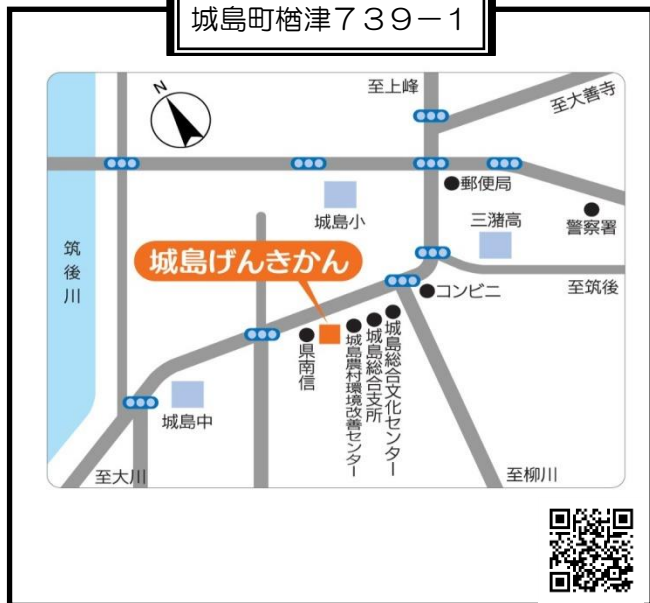 城島町楢津７３９－１
N
至上峰
至大善寺
郵便局
城島小
三潴高
警察署
筑後川
城島げんきかん
コンビニ
至筑後
県南信
城島農村環境改善センター
城島総合支所
城島総合文化センター
城島中
至大川
至柳川